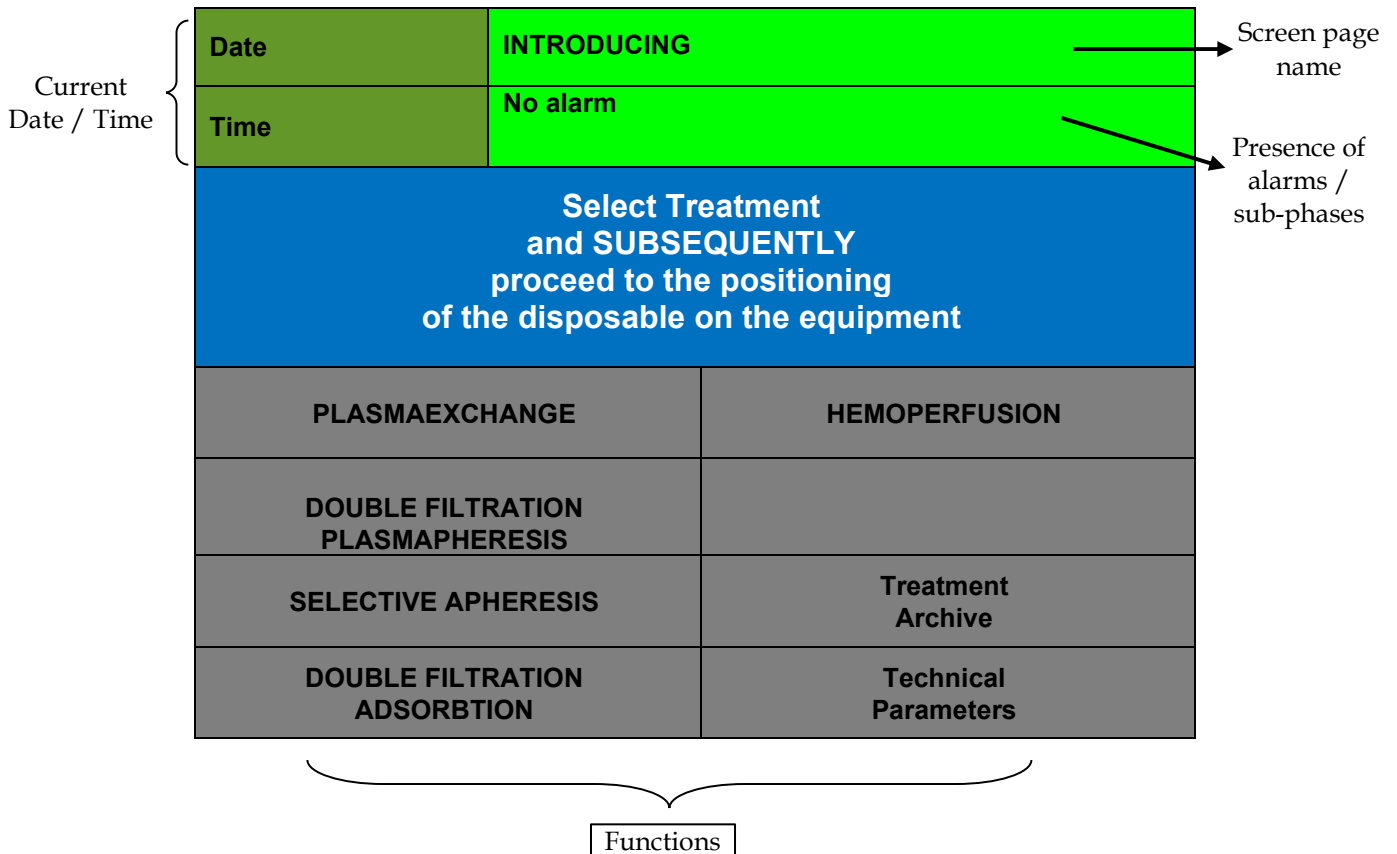 Date
INTRODUCING
Screen page
name
Current
Date / Time
Time
No alarm
Presence of
alarms /
sub-phases
Select Treatment
and SUBSEQUENTLY
proceed to the positioning
of the disposable on the equipment
PLASMAEXCHANGE
HEMOPERFUSION
DOUBLE FILTRATION
PLASMAPHERESIS
SELECTIVE APHERESIS
Treatment
Archive
DOUBLE FILTRATION
ADSORBTION
Technical
Parameters
Functions